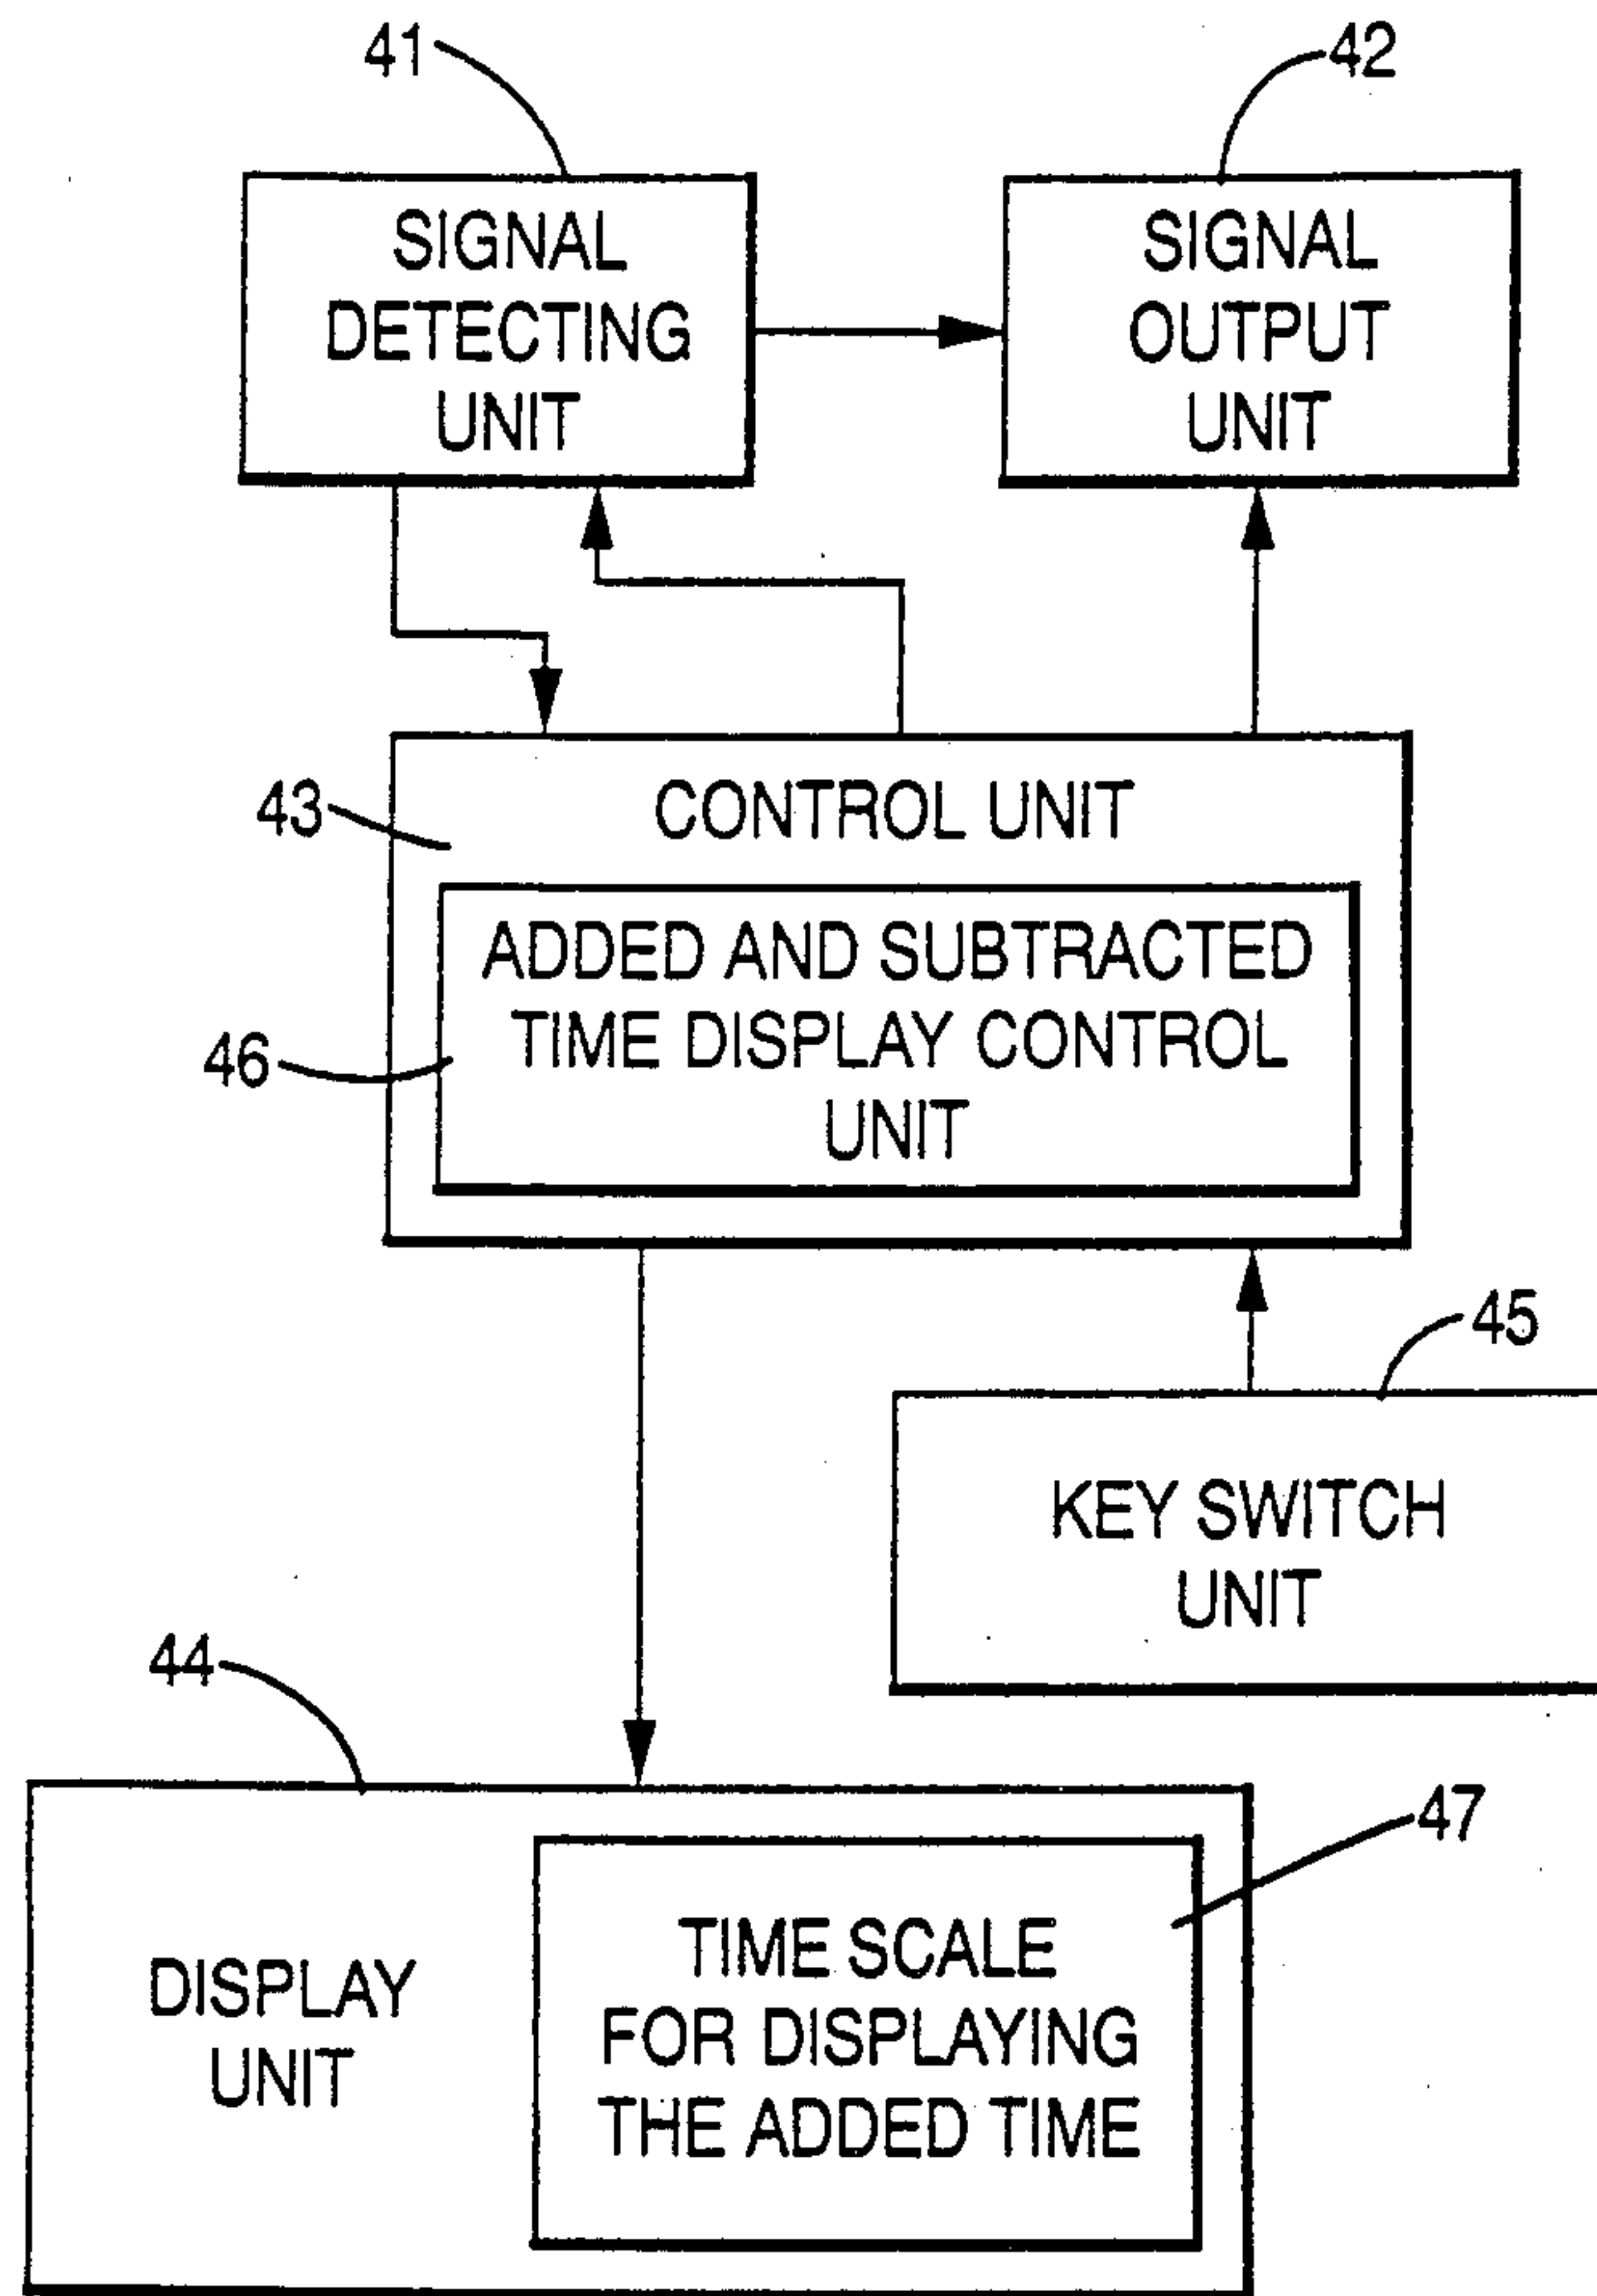 41
42
SIGNAL
DETECTING
UNIT
SIGNAL
OUTPUT
UNIT
43
CONTROL UNIT
46
ADDED AND SUBTRACTED
TIME DISPLAY CONTROL
UNIT
45
KEY SWITCH
UNIT
44
47
DISPLAY
UNIT
TIME SCALE
FOR DISPLAYING
THE ADDED TIME